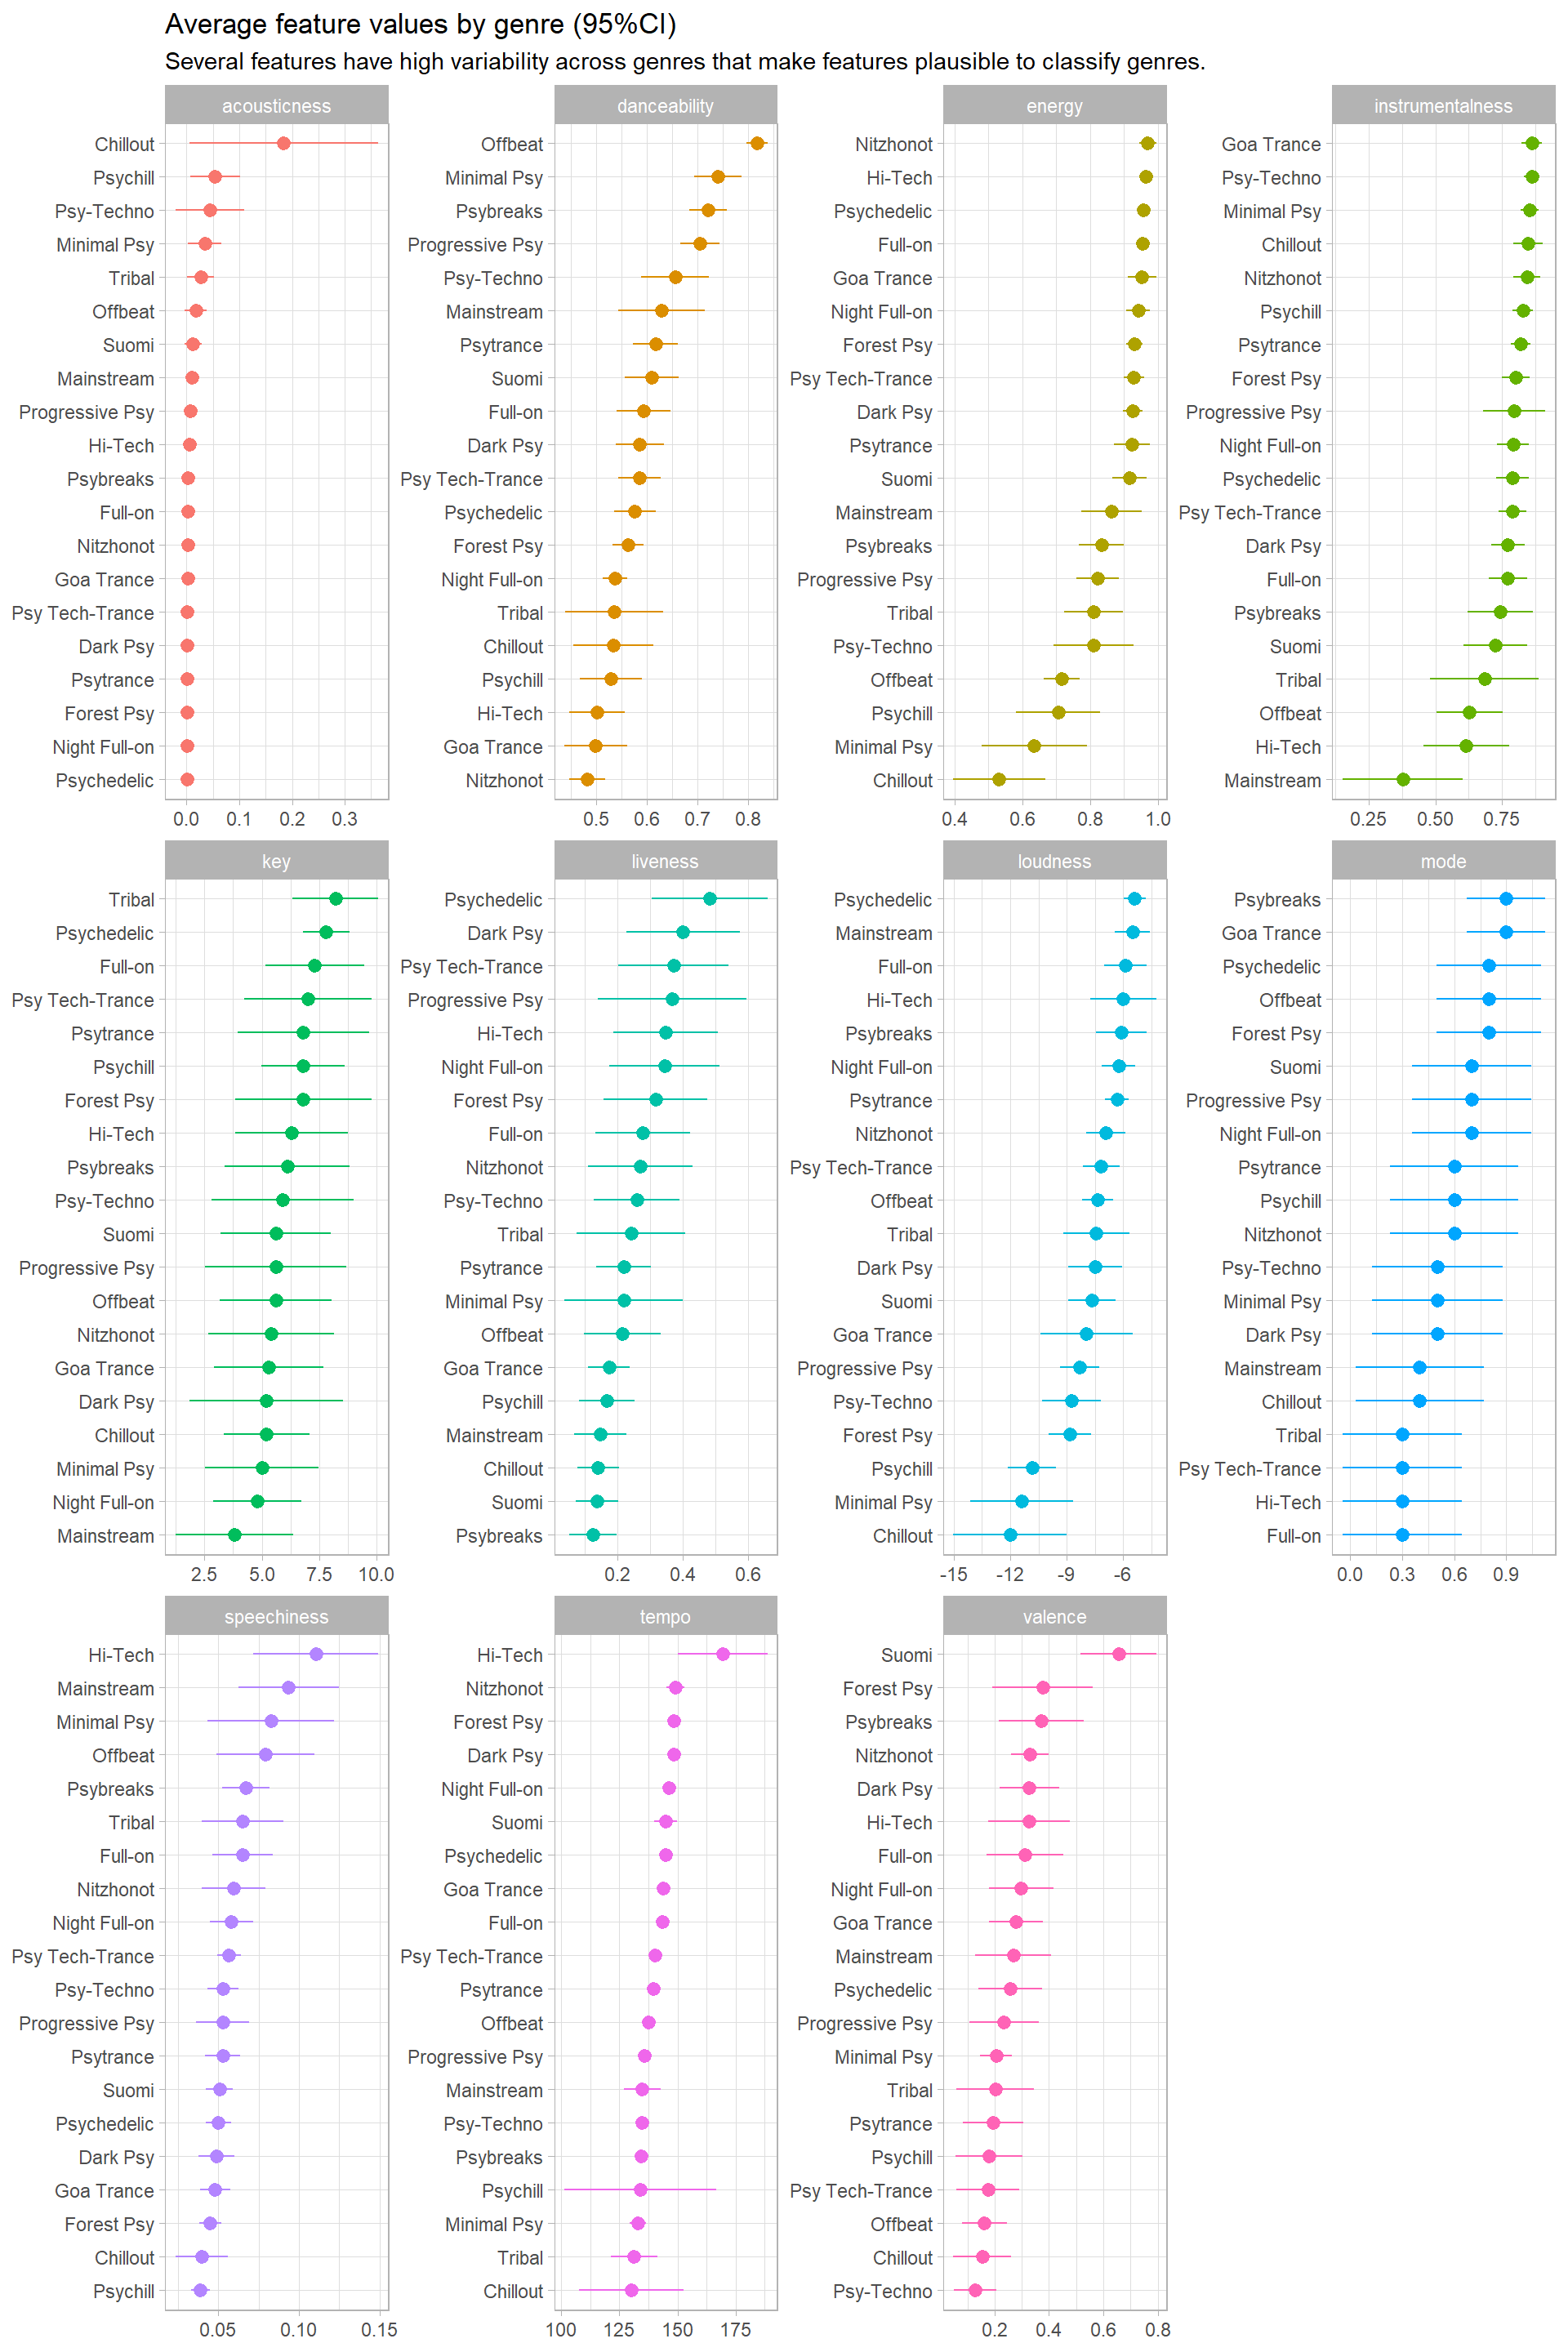 Average feature values by genre (95%CI)
Several features have high variability across genres that make features plausible to classify genres.
acousticness
Chillout
Psychill
Psy-Techno
Minimal Psy
Tribal
Offbeat
Suomi
Mainstream
Progressive Psy
Hi-Tech
Psybreaks
Full-on
Nitzhonot
Goa Trance
Psy Tech-Trance
Dark Psy
Psytrance
Forest Psy
Night Full-on
Psychedelic
0.0 0.1 0.2 0.3
danceability
Offbeat
Minimal Psy
Psybreaks
Progressive Psy
Psy-Techno
Mainstream
Psytrance
Suomi
Full-on
Dark Psy
Psy Tech-Trance
Psychedelic
Forest Psy
Night Full-on
Tribal
Chillout
Psychill
Hi-Tech
Goa Trance
Nitzhonot
0.5 0.6 0.7 0.8
energy
Nitzhonot
Hi-Tech
Psychedelic
Full-on
Goa Trance
Night Full-on
Forest Psy
Psy Tech-Trance
Dark Psy
Psytrance
Suomi
Mainstream
Psybreaks
Progressive Psy
Tribal
Psy-Techno
Offbeat
Psychill
Minimal Psy
Chillout
0.4 0.6 0.8 1.0
instrumentalness
Goa Trance
Psy-Techno
Minimal Psy
Chillout
Nitzhonot
Psychill
Psytrance
Forest Psy
Progressive Psy
Night Full-on
Psychedelic
Psy Tech-Trance
Dark Psy
Full-on
Psybreaks
Suomi
Tribal
Offbeat
Hi-Tech
Mainstream
0.25 0.50 0.75
key
Tribal
Psychedelic
Full-on
Psy Tech-Trance
Psytrance
Psychill
Forest Psy
Hi-Tech
Psybreaks
Psy-Techno
Suomi
Progressive Psy
Offbeat
Nitzhonot
Goa Trance
Dark Psy
Chillout
Minimal Psy
Night Full-on
Mainstream
2.5 5.0 7.5 10.0
liveness
Psychedelic
Dark Psy
Psy Tech-Trance
Progressive Psy
Hi-Tech
Night Full-on
Forest Psy
Full-on
Nitzhonot
Psy-Techno
Tribal
Psytrance
Minimal Psy
Offbeat
Goa Trance
Psychill
Mainstream
Chillout
Suomi
Psybreaks
0.2 0.4 0.6
loudness
Psychedelic
Mainstream
Full-on
Hi-Tech
Psybreaks
Night Full-on
Psytrance
Nitzhonot
Psy Tech-Trance
Offbeat
Tribal
Dark Psy
Suomi
Goa Trance
Progressive Psy
Psy-Techno
Forest Psy
Psychill
Minimal Psy
Chillout
-15 -12 -9 -6
mode
Psybreaks
Goa Trance
Psychedelic
Offbeat
Forest Psy
Suomi
Progressive Psy
Night Full-on
Psytrance
Psychill
Nitzhonot
Psy-Techno
Minimal Psy
Dark Psy
Mainstream
Chillout
Tribal
Psy Tech-Trance
Hi-Tech
Full-on
0.0 0.3 0.6 0.9
speechiness
Hi-Tech
Mainstream
Minimal Psy
Offbeat
Psybreaks
Tribal
Full-on
Nitzhonot
Night Full-on
Psy Tech-Trance
Psy-Techno
Progressive Psy
Psytrance
Suomi
Psychedelic
Dark Psy
Goa Trance
Forest Psy
Chillout
Psychill
0.05 0.10 0.15
tempo
Hi-Tech
Nitzhonot
Forest Psy
Dark Psy
Night Full-on
Suomi
Psychedelic
Goa Trance
Full-on
Psy Tech-Trance
Psytrance
Offbeat
Progressive Psy
Mainstream
Psy-Techno
Psybreaks
Psychill
Minimal Psy
Tribal
Chillout
100 125 150 175
valence
Suomi
Forest Psy
Psybreaks
Nitzhonot
Dark Psy
Hi-Tech
Full-on
Night Full-on
Goa Trance
Mainstream
Psychedelic
Progressive Psy
Minimal Psy
Tribal
Psytrance
Psychill
Psy Tech-Trance
Offbeat
Chillout
Psy-Techno
0.2 0.4 0.6 0.8